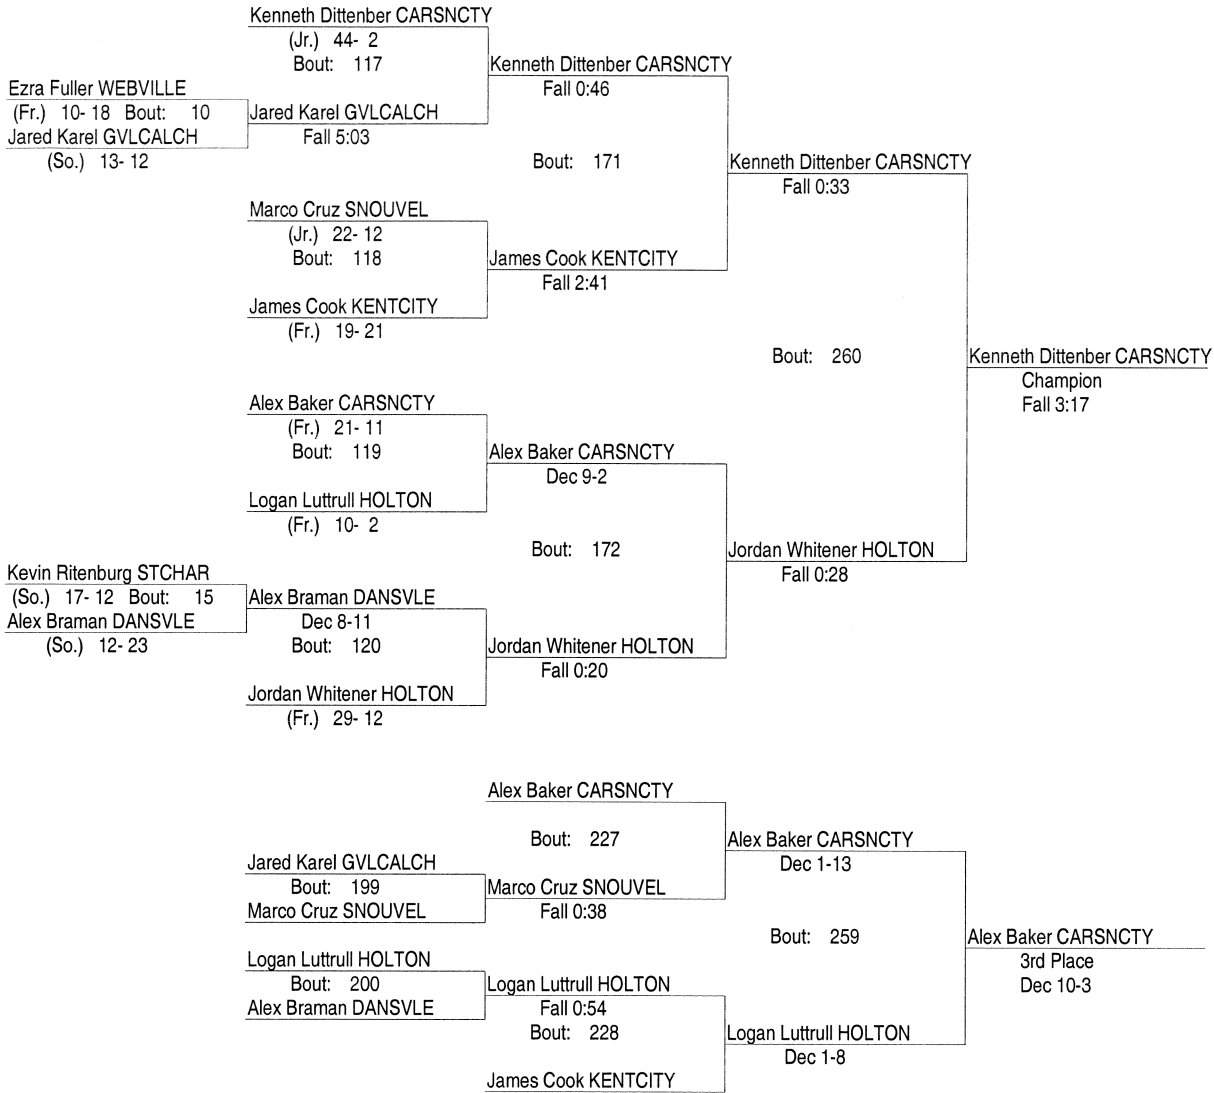 Kenneth Dittenber CARSNCTY
(Jr.) 44- 2
Bout: 117
Kenneth Dittenber CARSNCTY
Fall 0:46
Ezra Fuller WEBVILLE
(Fr.) 10- 18 Bout: 10
Jared Karel GVLCALCH
Jared Karel GVLCALCH
Fall 5:03
(So.) 13- 12
Bout: 171
Kenneth Dittenber CARSNCTY
Fall 0:33
Marco Cruz SNOUVEL
(Jr.) 22- 12
Bout: 118
James Cook KENTCITY
Fall 2:41
James Cook KENTCITY
(Fr.) 19- 21
Bout: 260
Kenneth Dittenber CARSNCTY
Champion
Fall 3:17
Alex Baker CARSNCTY
(Fr.) 21- 11
Bout: 119
Alex Baker CARSNCTY
Dec 9-2
Logan Luttrull HOLTON
(Fr.) 10- 2
Bout: 172
Jordan Whitener HOLTON
Fall 0:28
Kevin Ritenburg STCHAR
(So.) 17- 12 Bout: 15
Alex Braman DANSVLE
Alex Braman DANSVLE
Dec 8-11
(So.) 12- 23
Bout: 120
Jordan Whitener HOLTON
Fall 0:20
Jordan Whitener HOLTON
(Fr.) 29- 12
Alex Baker CARSNCTY
Bout: 227
Alex Baker CARSNCTY
Dec 1-13
Jared Karel GVLCALCH
Bout: 199
Marco Cruz SNOUVEL
Marco Cruz SNOUVEL
Fall 0:38
Bout: 259
Alex Baker CARSNCTY
3rd Place
Dec 10-3
Logan Luttrull HOLTON
Bout: 200
Alex Braman DANSVLE
Logan Luttrull HOLTON
Fall 0:54
Bout: 228
Logan Luttrull HOLTON
Dec 1-8
James Cook KENTCITY